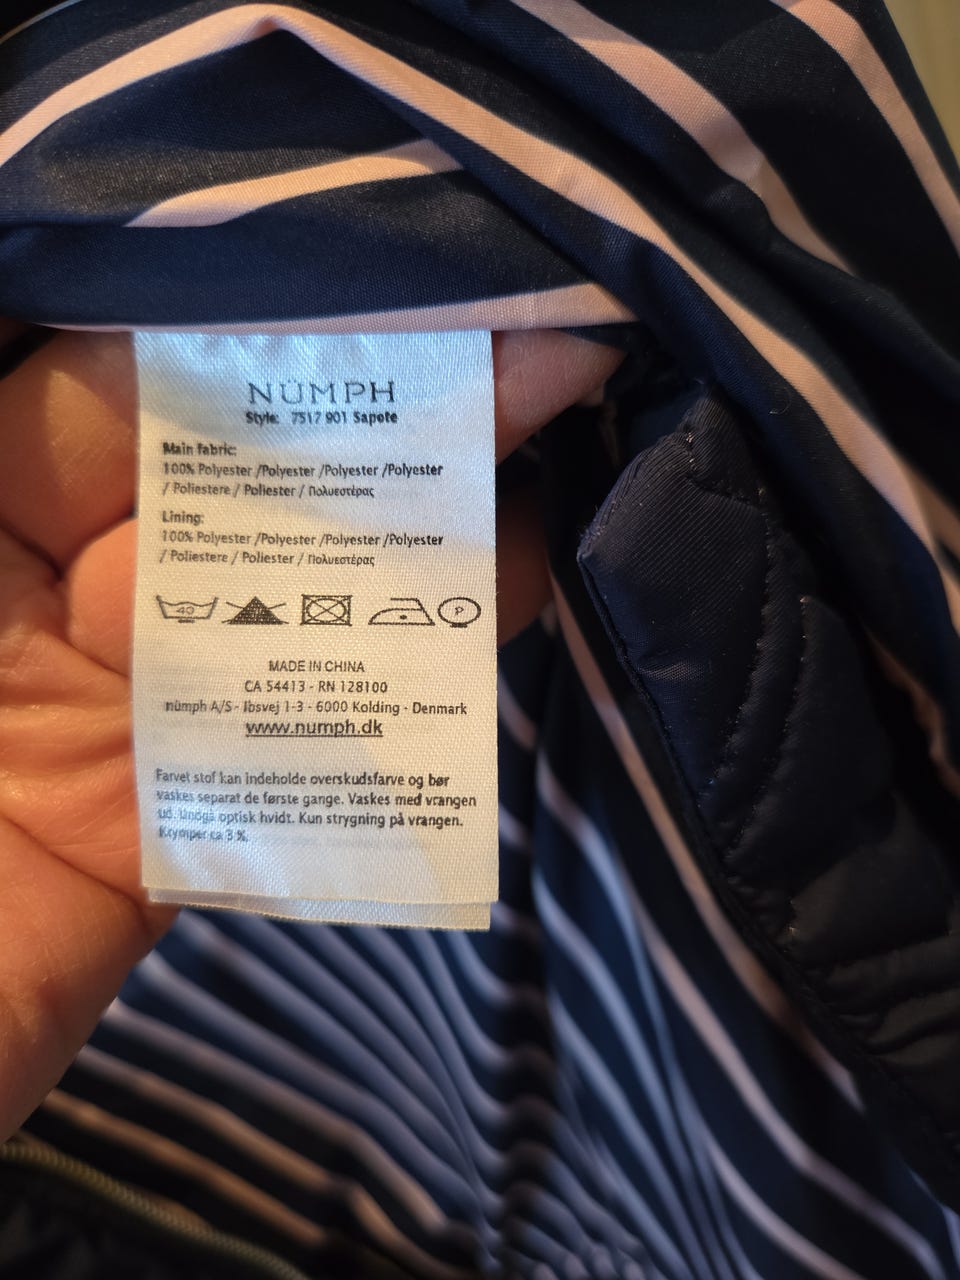 NÜMPH
Style: 7517 901 Sapote
Main fabric:
100% Polyester /Polyester /Polyester /Polyester
/ Poliestere / Poliester / Πολυεστέρας
Lining:
100% Polyester /Polyester /Polyester /Polyester
/ Poliestere / Poliester / Πολυεστέρας
40 P
MADE IN CHINA
CA 54413 - RN 128100
nümph A/S - Ibsvej 1-3 - 6000 Kolding - Denmark
www.numph.dk
Farvet stof kan indeholde overskudsfarve og bør
vaskes separat de første gange. Vaskes med vrangen
ud. Undgå optisk hvidt. Kun strygning på vrangen.
Krymper ca 3 %.